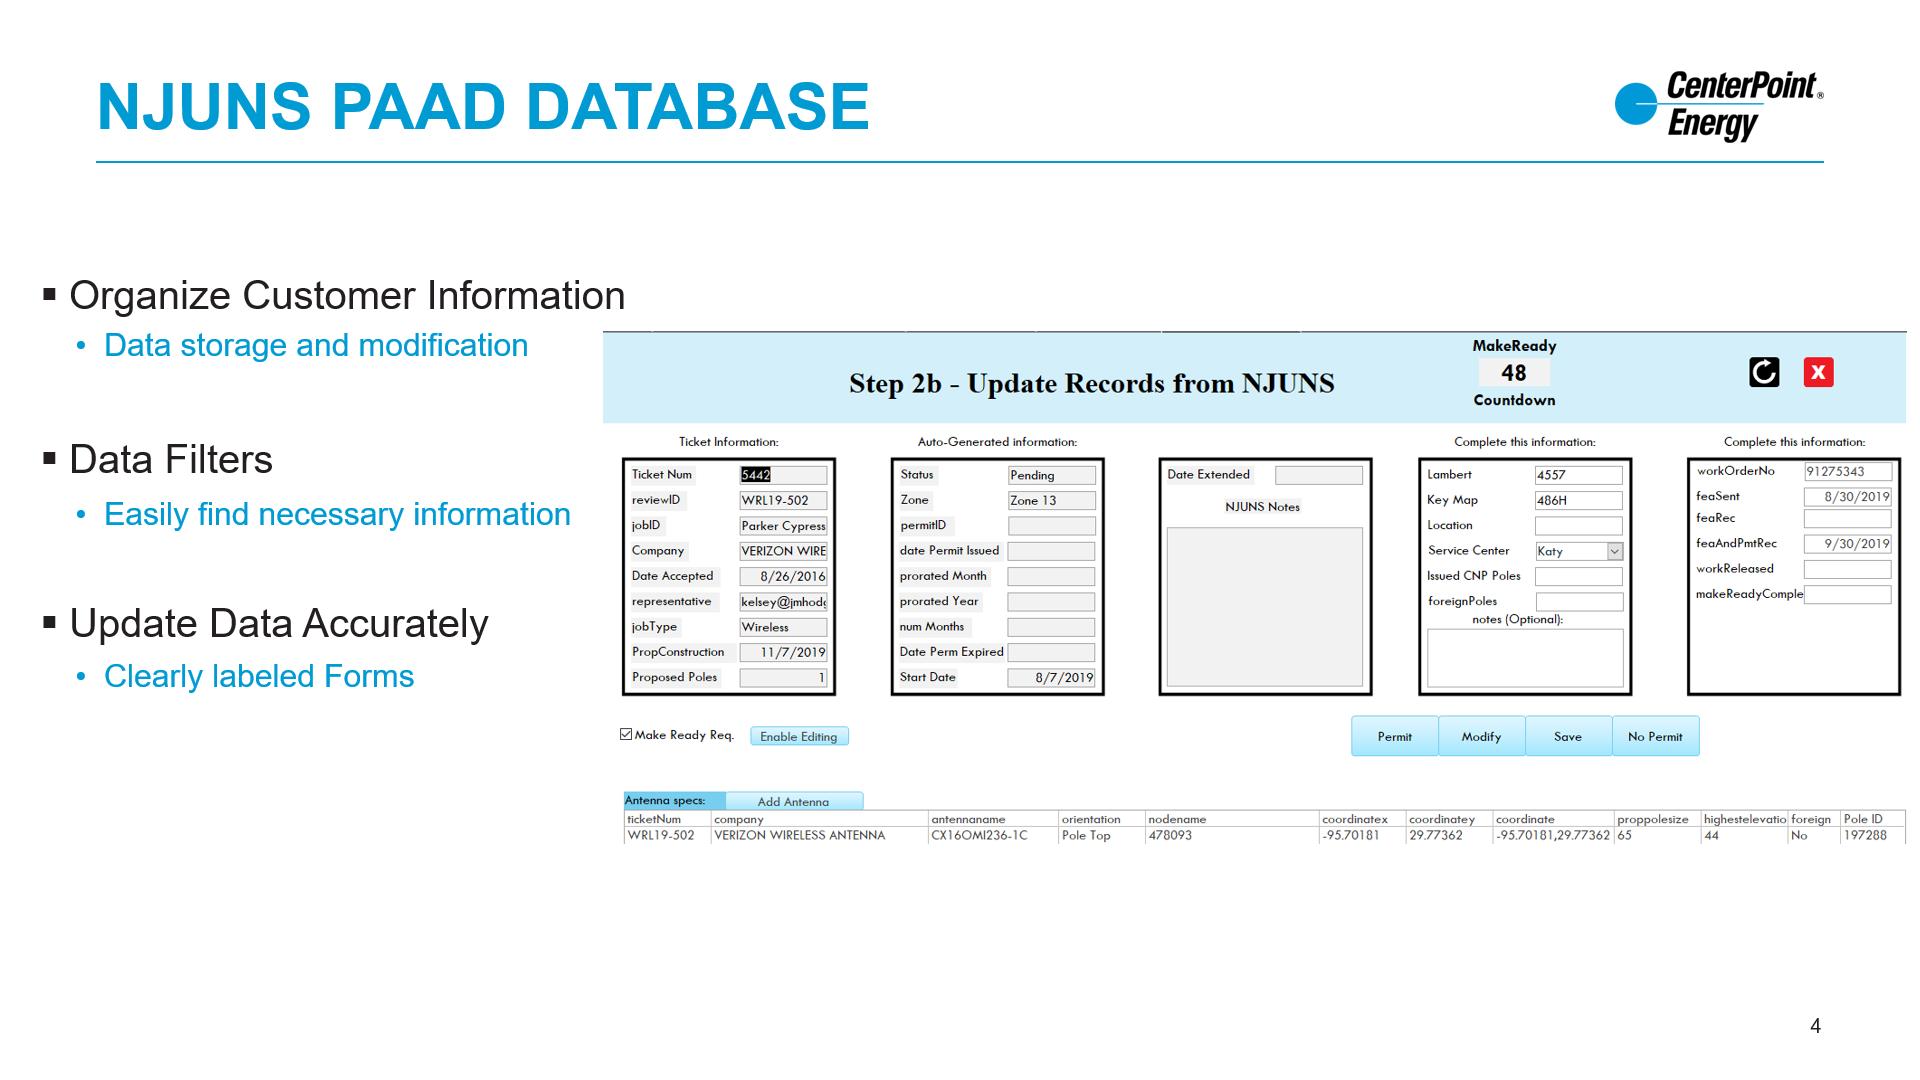 NJUNS PAAD DATABASE
CenterPoint®
Energy
▪ Organize Customer Information
• Data storage and modification
▪ Data Filters
• Easily find necessary information
▪ Update Data Accurately
• Clearly labeled Forms
Step 2b - Update Records from NJUNS
MakeReady
48
Countdown
X
Ticket Information:
Ticket Num 5442
reviewID WRL19-502
jobID Parker Cypress
Company VERIZON WIRE
Date Accepted 8/26/2016
representative kelsey@jmhodg
jobType Wireless
PropConstruction 11/7/2019
Proposed Poles 1
Auto-Generated information:
Status Pending
Zone Zone 13
permitID
date Permit Issued
prorated Month
prorated Year
num Months
Date Perm Expired
Start Date 8/7/2019
Date Extended
NJUNS Notes
Complete this information:
Lambert 4557
Key Map 486H
Location
Service Center Katy
Issued CNP Poles
foreignPoles
notes (Optional):
Complete this information:
workOrderNo 91275343
feaSent 8/30/2019
feaRec
feaAndPmtRec 9/30/2019
workReleased
makeReadyComple
Make Ready Req. Enable Editing
Permit Modify Save No Permit
Antenna specs: Add Antenna
ticketNum company antennaname orientation nodename coordinatex coordinatey coordinate proppolesize highestelevatio foreign Pole ID
WRL19-502 VERIZON WIRELESS ANTENNA CX16OMI236-1C Pole Top 478093 -95.70181 29.77362 -95.70181,29.77362 65 44 No 197288
4